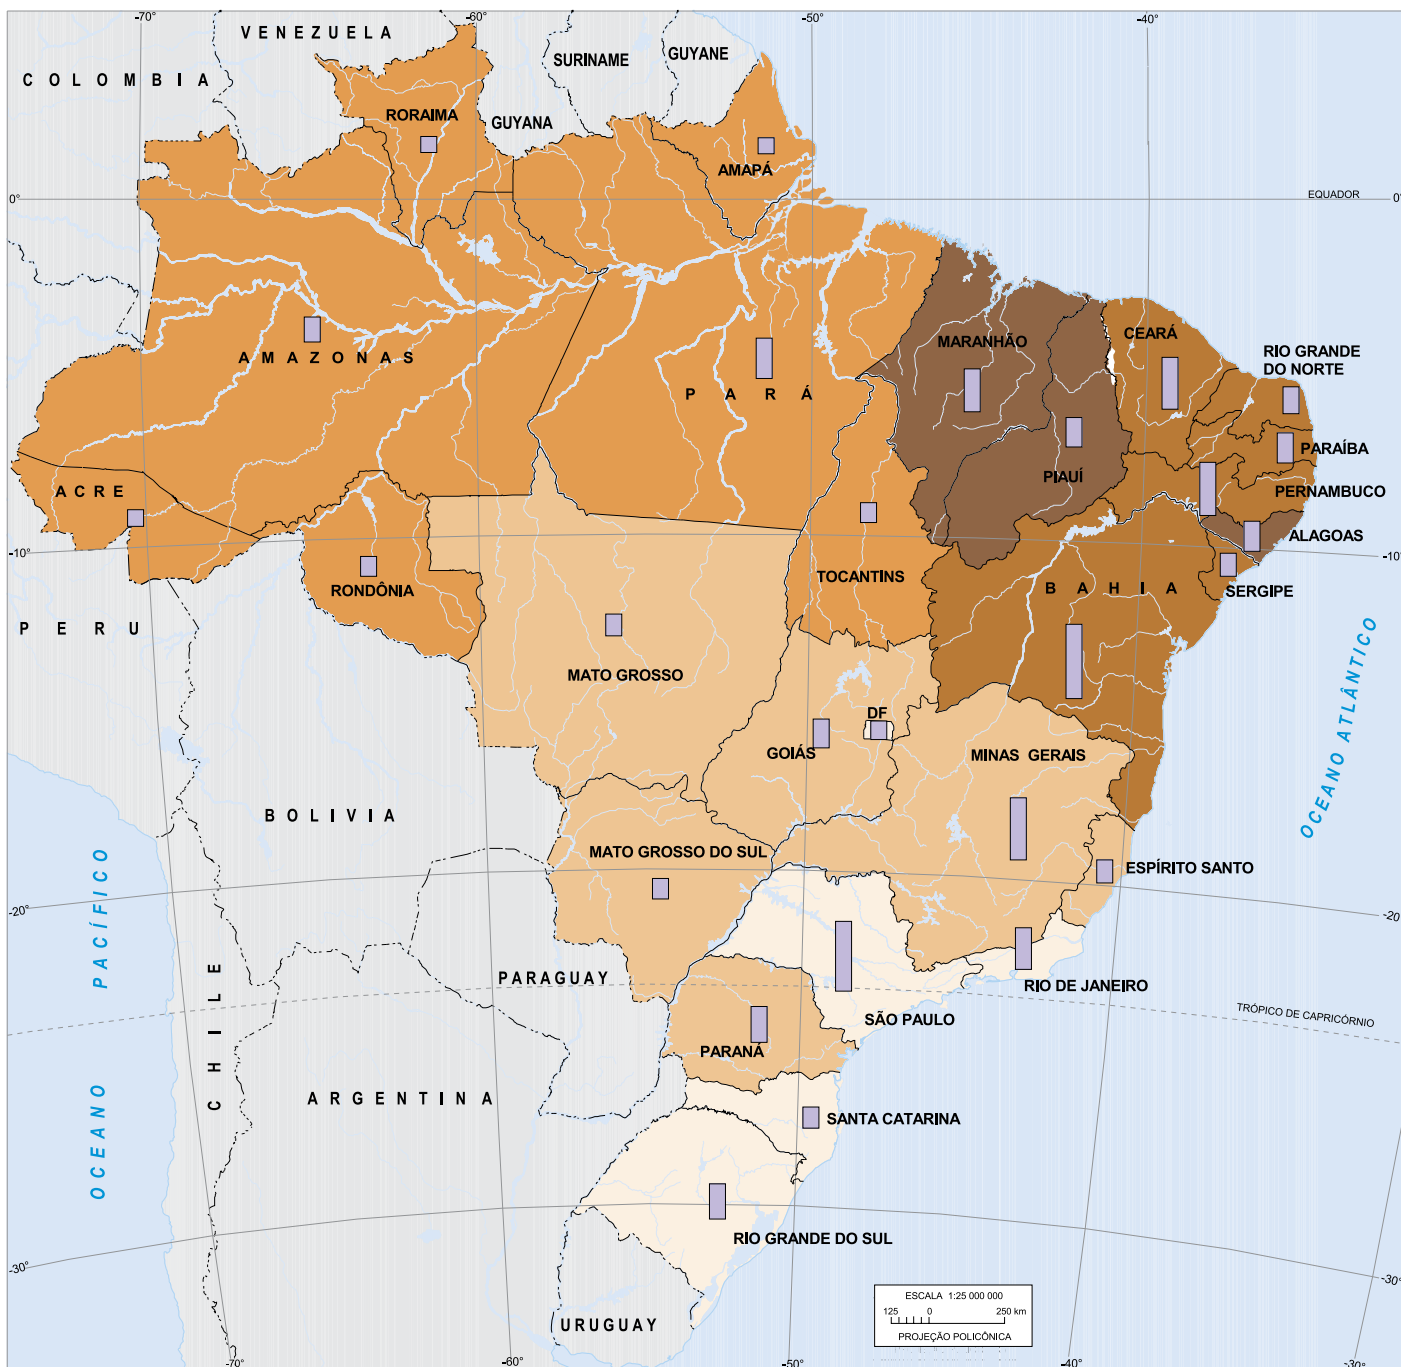 -70°
-60°
-50°
-40°
VENEZUELA
SURINAME
GUYANE
COLOMBIA
RORAIMA
GUYANA
AMAPÁ
EQUADOR
0°
0°
AMAZONAS
PARÁ
MARANHÃO
CEARÁ
RIO GRANDE
DO NORTE
PARAÍBA
PIAUÍ
PERNAMBUCO
ACRE
ALAGOAS
-10°
-10°
RONDÔNIA
TOCANTINS
BAHIA
SERGIPE
PERU
MATO GROSSO
OCEANO ATLÂNTICO
DF
GOIÁS
MINAS GERAIS
BOLIVIA
MATO GROSSO DO SUL
ESPÍRITO SANTO
-20°
-20°
OCEANO PACÍFICO
CHILE
PARAGUAY
RIO DE JANEIRO
SÃO PAULO
TRÓPICO DE CAPRICÓRNIO
PARANÁ
ARGENTINA
SANTA CATARINA
RIO GRANDE DO SUL
-30°
-30°
ESCALA 1:25 000 000
125 0 250 km
PROJEÇÃO POLICÔNICA
URUGUAY
-70°
-60°
-50°
-40°
-30°